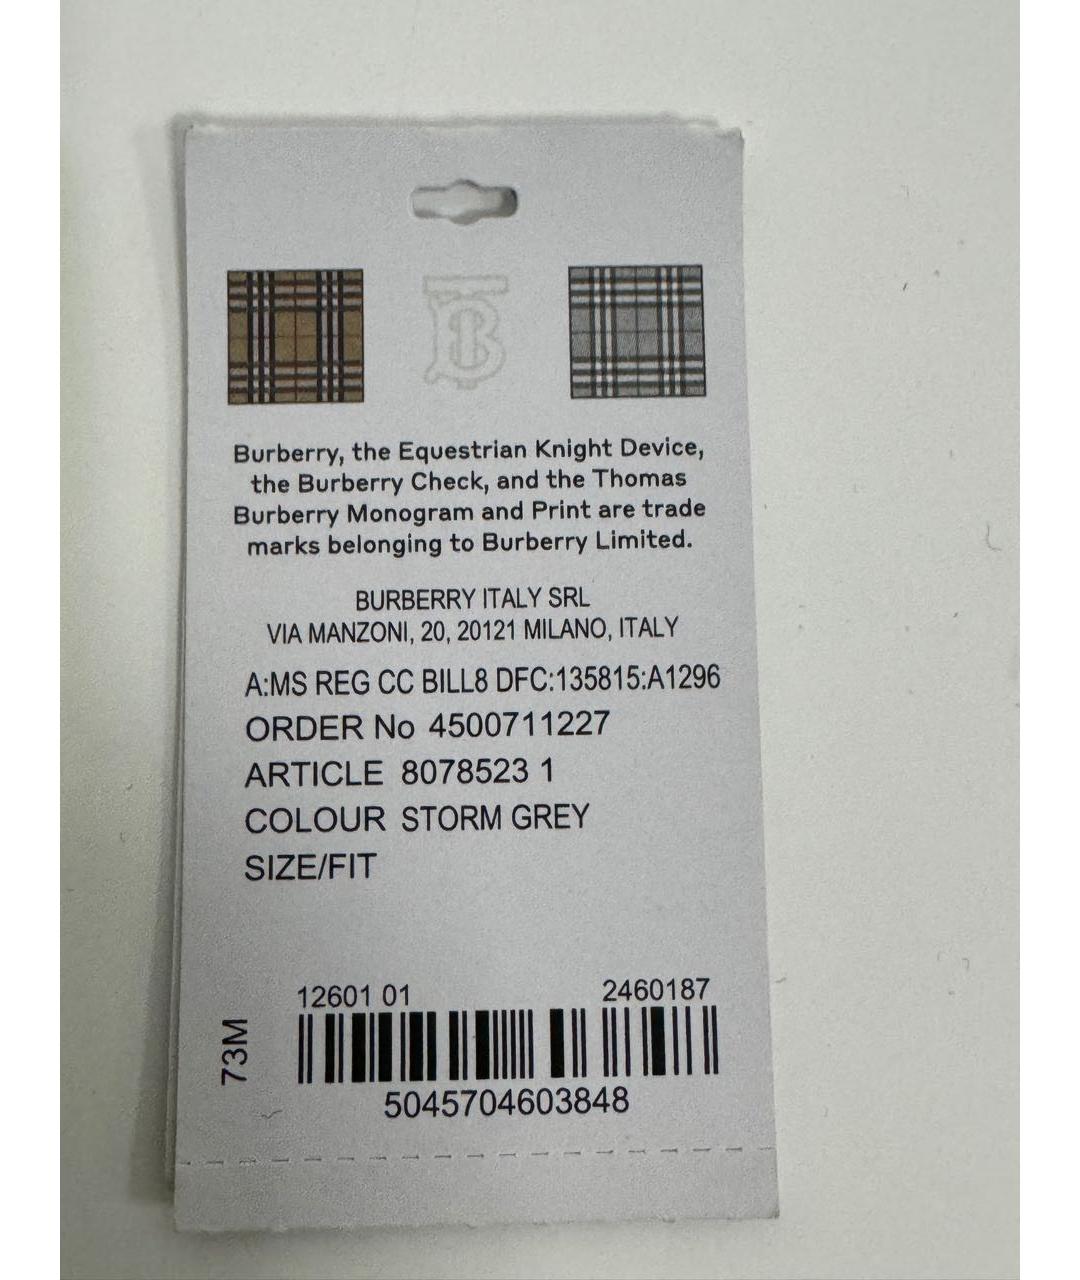 Burberry, the Equestrian Knight Device,
the Burberry Check, and the Thomas
Burberry Monogram and Print are trade
marks belonging to Burberry Limited.
BURBERRY ITALY SRL
VIA MANZONI, 20, 20121 MILANO, ITALY
A:MS REG CC BILL8 DFC:135815:A1296
ORDER No 4500711227
ARTICLE 8078523 1
COLOUR STORM GREY
SIZE/FIT
12601 01 2460187
73M
5045704603848